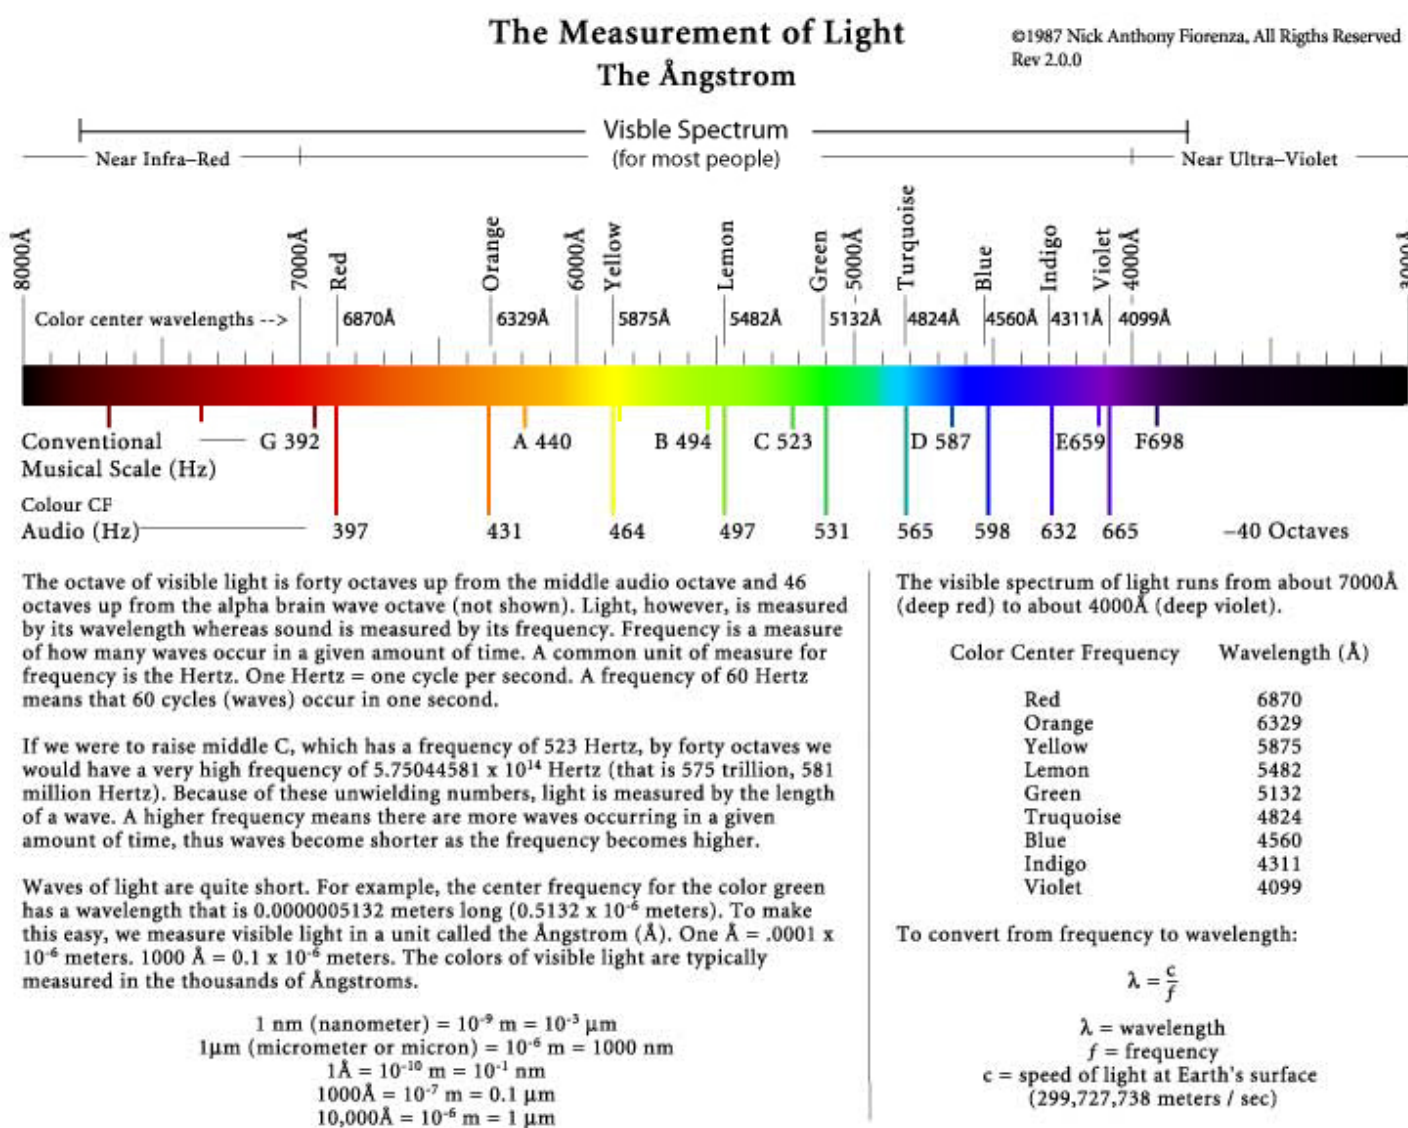 The Measurement of Light
The Ångstrom
©1987 Nick Anthony Fiorenza, All Rigths Reserved
Rev 2.0.0
Visble Spectrum
(for most people)
Near Infra–Red
Near Ultra–Violet
8000Å
7000Å
Red
Orange
6000Å
Yellow
Lemon
Green
5000Å
Turquoise
Blue
Indigo
Violet
4000Å
3000Å
Color center wavelengths --> 6870Å 6329Å 5875Å 5482Å 5132Å 4824Å 4560Å 4311Å 4099Å
Conventional
Musical Scale (Hz)
G 392 A 440 B 494 C 523 D 587 E659 F698
Colour CF
Audio (Hz) 397 431 464 497 531 565 598 632 665 –40 Octaves
The octave of visible light is forty octaves up from the middle audio octave and 46
octaves up from the alpha brain wave octave (not shown). Light, however, is measured
by its wavelength whereas sound is measured by its frequency. Frequency is a measure
of how many waves occur in a given amount of time. A common unit of measure for
frequency is the Hertz. One Hertz = one cycle per second. A frequency of 60 Hertz
means that 60 cycles (waves) occur in one second.
If we were to raise middle C, which has a frequency of 523 Hertz, by forty octaves we
would have a very high frequency of 5.75044581 x 10¹⁴ Hertz (that is 575 trillion, 581
million Hertz). Because of these unwielding numbers, light is measured by the length
of a wave. A higher frequency means there are more waves occurring in a given
amount of time, thus waves become shorter as the frequency becomes higher.
Waves of light are quite short. For example, the center frequency for the color green
has a wavelength that is 0.0000005132 meters long (0.5132 x 10⁻⁶ meters). To make
this easy, we measure visible light in a unit called the Ångstrom (Å). One Å = .0001 x
10⁻⁶ meters. 1000 Å = 0.1 x 10⁻⁶ meters. The colors of visible light are typically
measured in the thousands of Ångstroms.
1 nm (nanometer) = 10⁻⁹ m = 10⁻³ µm
1µm (micrometer or micron) = 10⁻⁶ m = 1000 nm
1Å = 10⁻¹⁰ m = 10⁻¹ nm
1000Å = 10⁻⁷ m = 0.1 µm
10,000Å = 10⁻⁶ m = 1 µm
The visible spectrum of light runs from about 7000Å
(deep red) to about 4000Å (deep violet).
Color Center Frequency Wavelength (Å)
Red 6870
Orange 6329
Yellow 5875
Lemon 5482
Green 5132
Truquoise 4824
Blue 4560
Indigo 4311
Violet 4099
To convert from frequency to wavelength:
λ = c/f
λ = wavelength
f = frequency
c = speed of light at Earth's surface
(299,727,738 meters / sec)